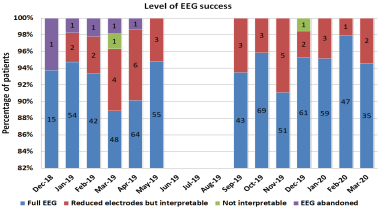 Level of EEG success
Percentage of patients
100%
98%
96%
94%
92%
90%
88%
86%
84%
82%
1 1 1 1 1 3 3 3 5 1 3 1 2
2 2 1 6 2
4
15 54 42 48 64 55 43 69 51 61 59 47 35
Dec-18 Jan-19 Feb-19 Mar-19 Apr-19 May-19 Jun-19 Jul-19 Aug-19 Sep-19 Oct-19 Nov-19 Dec-19 Jan-20 Feb-20 Mar-20
Full EEG Reduced electrodes but interpretable Not interpretable EEG abandoned